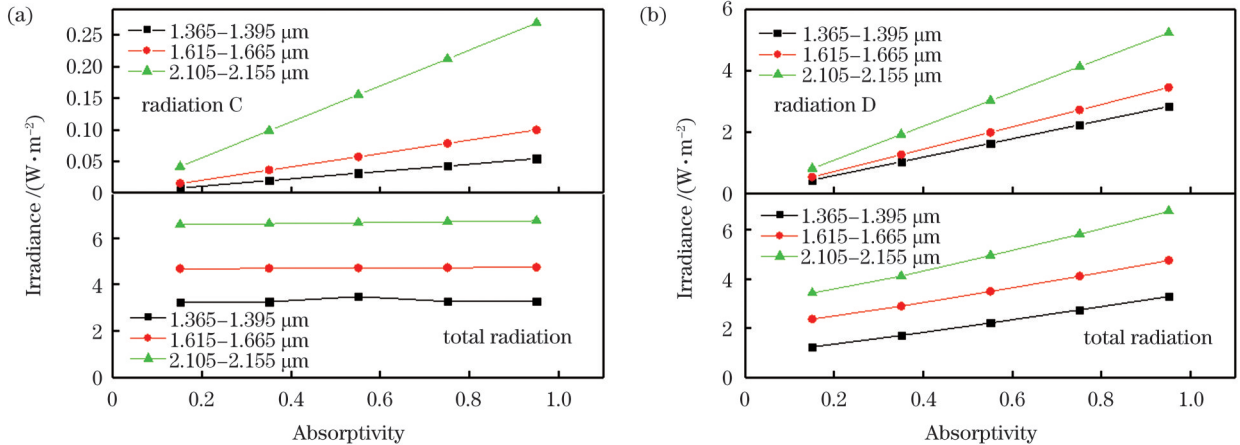 (a)
1.365–1.395 μm
1.615–1.665 μm
2.105–2.155 μm
radiation C
0.25
0.20
0.15
0.10
0.05
0
1.365–1.395 μm
1.615–1.665 μm
2.105–2.155 μm
total radiation
6
4
2
0
0
0.2
0.4
0.6
0.8
1.0
Irradiance /(W·m⁻²)
Absorptivity
(b)
1.365–1.395 μm
1.615–1.665 μm
2.105–2.155 μm
radiation D
6
4
2
0
1.365–1.395 μm
1.615–1.665 μm
2.105–2.155 μm
total radiation
6
4
2
0
0
0.2
0.4
0.6
0.8
1.0
Irradiance /(W·m⁻²)
Absorptivity